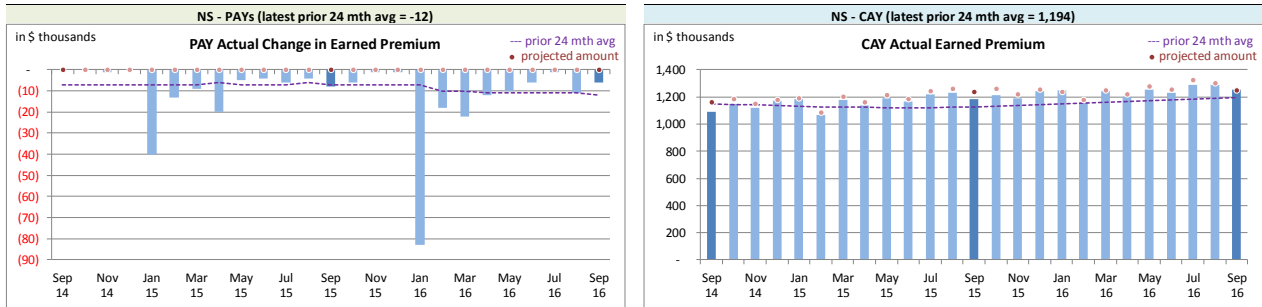 NS - PAYs (latest prior 24 mth avg = -12)
in $ thousands
PAY Actual Change in Earned Premium
--- prior 24 mth avg
● projected amount
-
(10)
(20)
(30)
(40)
(50)
(60)
(70)
(80)
(90)
Sep Nov Jan Mar May Jul Sep Nov Jan Mar May Jul Sep
14 14 15 15 15 15 15 15 16 16 16 16 16
NS - CAY (latest prior 24 mth avg = 1,194)
in $ thousands
CAY Actual Earned Premium
--- prior 24 mth avg
● projected amount
1,400
1,200
1,000
800
600
400
200
-
Sep Nov Jan Mar May Jul Sep Nov Jan Mar May Jul Sep
14 14 15 15 15 15 15 15 16 16 16 16 16